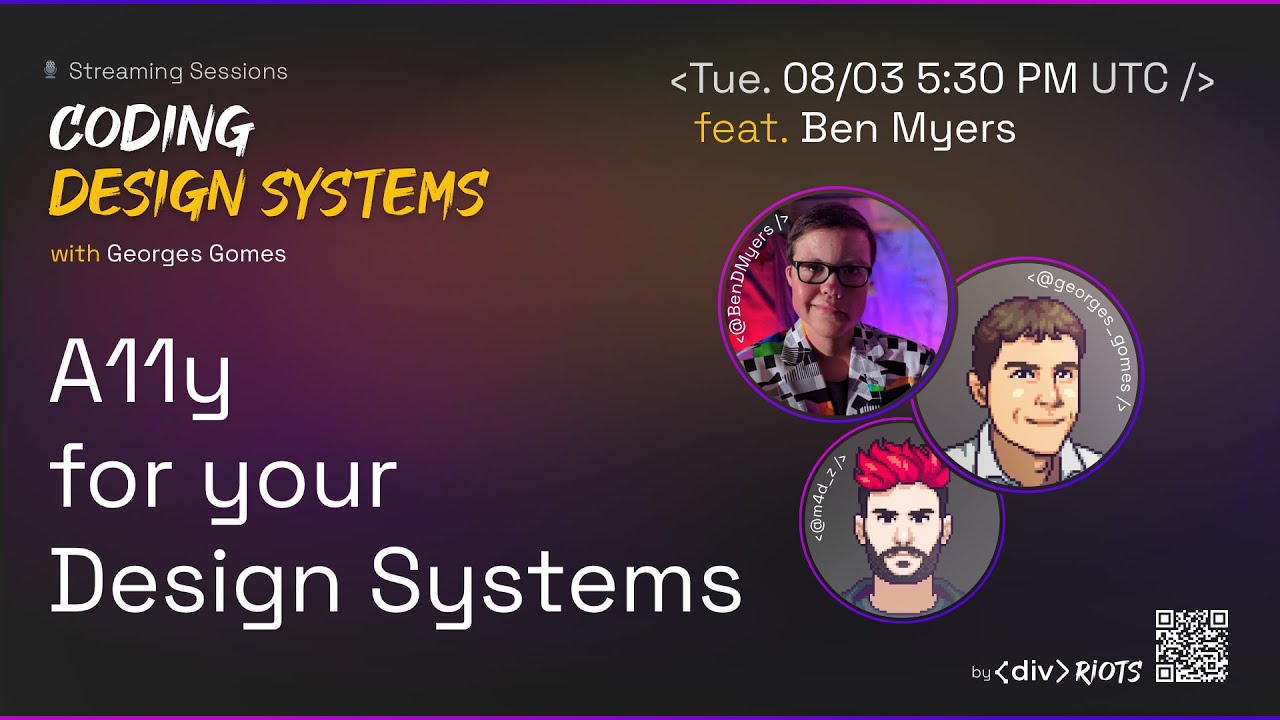 Streaming Sessions
CODING
DESIGN SYSTEMS
with Georges Gomes
A11y
for your
Design Systems
<Tue. 08/03 5:30 PM UTC />
feat. Ben Myers
<@BenDMyers />
<@georges_gomes />
<@m4d_z />
by <div> RIOTS